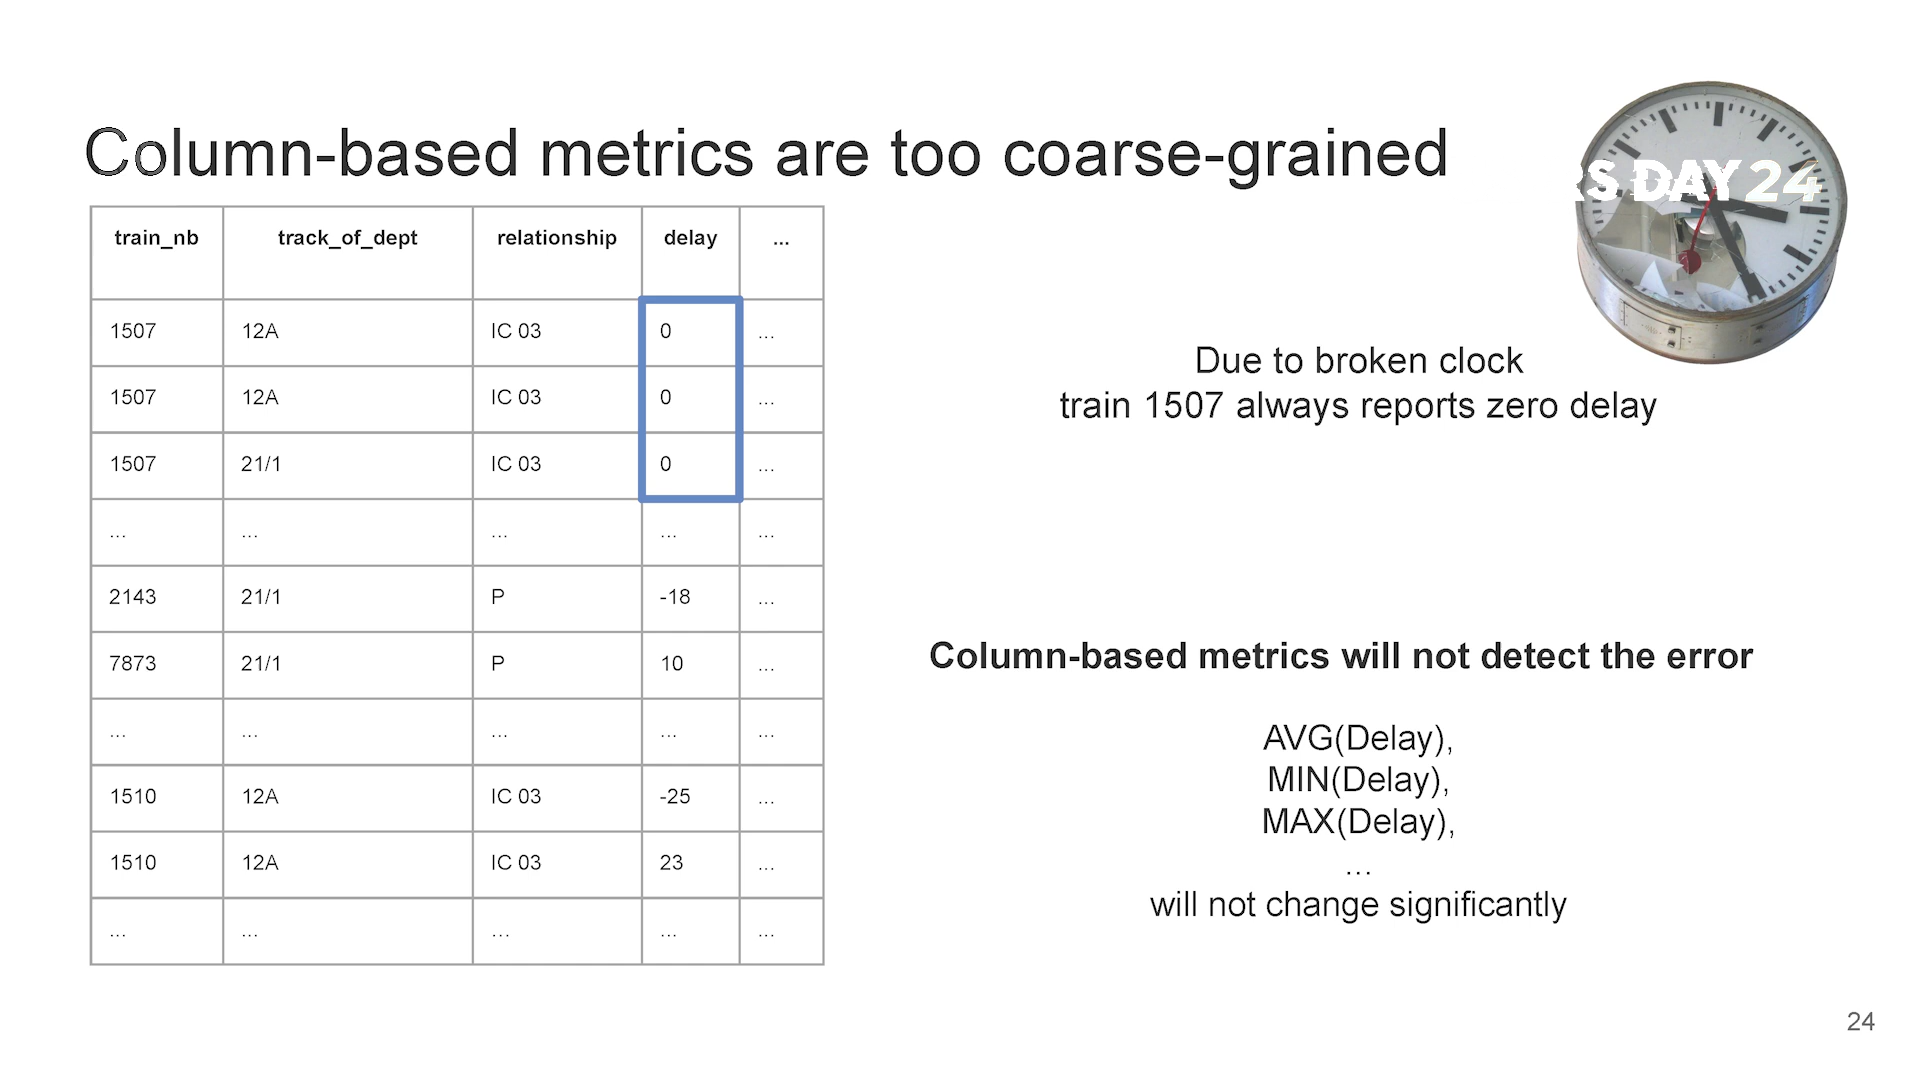 Column-based metrics are too coarse-grained
RS DAY 24
train_nb track_of_dept relationship delay ...
1507 12A IC 03 0 ...
1507 12A IC 03 0 ...
1507 21/1 IC 03 0 ...
... ... ... ... ...
2143 21/1 P -18 ...
7873 21/1 P 10 ...
... ... ... ... ...
1510 12A IC 03 -25 ...
1510 12A IC 03 23 ...
... ... ... ... ...
Due to broken clock
train 1507 always reports zero delay
Column-based metrics will not detect the error
AVG(Delay),
MIN(Delay),
MAX(Delay),
...
will not change significantly
24